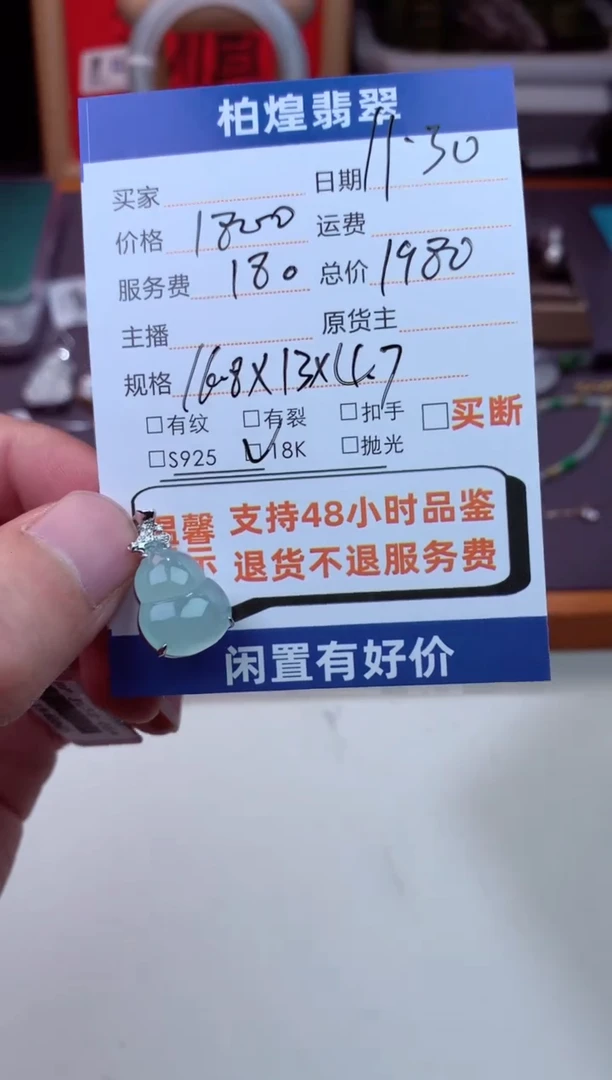 柏煌翡翠
买家 日期 11.30
价格 1800 运费
服务费 180 总价 1980
主播 原货主
规格 16.8X13X4.7
□有纹 □有裂 □扣手 □买断
□S925 ☑18K □抛光
温馨 支持48小时品鉴
示 退货不退服务费
闲置有好价